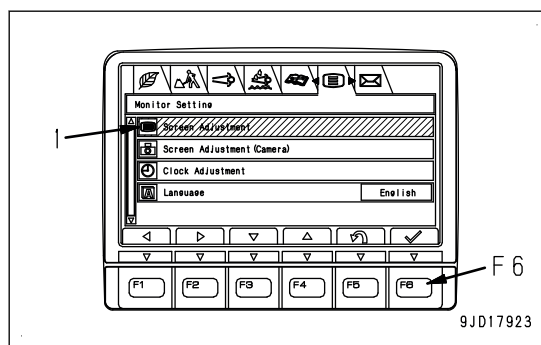 Monitor Setting
1
Screen Adjustment
Screen Adjustment (Camera)
Clock Adjustment
A Language English
F1 F2 F3 F4 F5 F6
F6
9JD17923